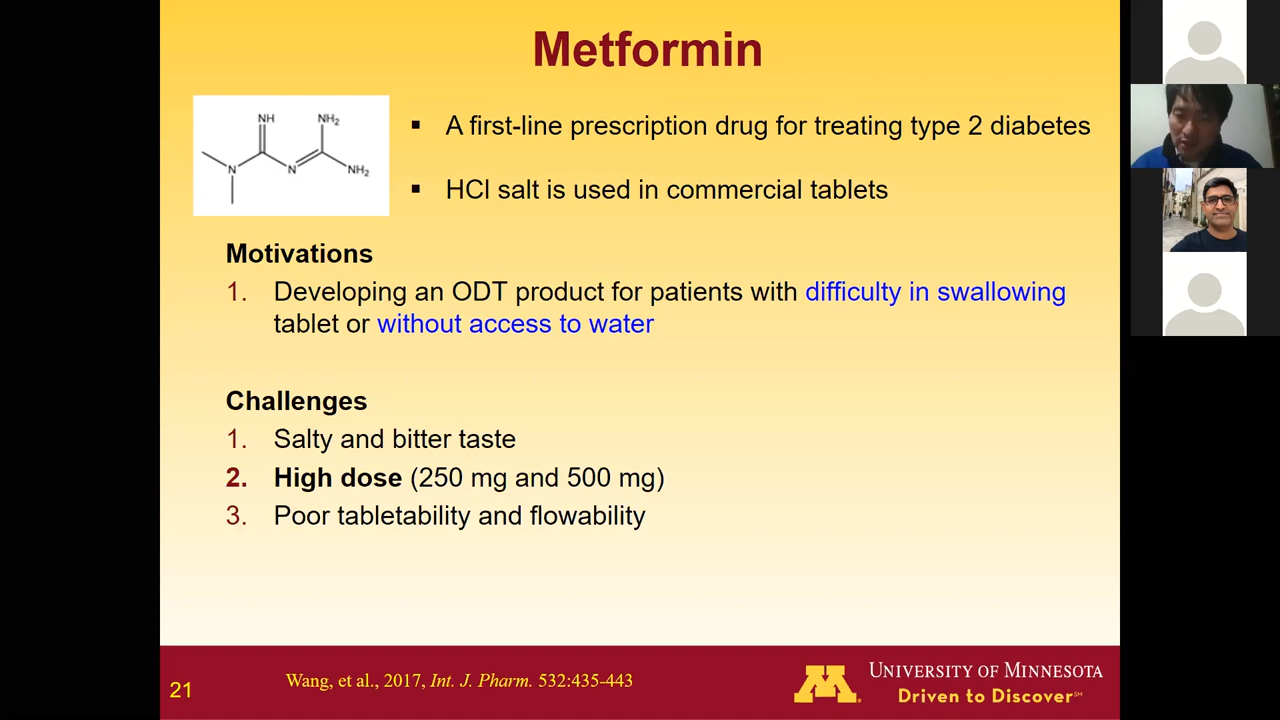 Metformin
NH
NH₂
N
N
NH₂
▪ A first-line prescription drug for treating type 2 diabetes
▪ HCl salt is used in commercial tablets
Motivations
1. Developing an ODT product for patients with difficulty in swallowing
tablet or without access to water
Challenges
1. Salty and bitter taste
2. High dose (250 mg and 500 mg)
3. Poor tabletability and flowability
21
Wang, et al., 2017, Int. J. Pharm. 532:435-443
M
UNIVERSITY OF MINNESOTA
Driven to Discover℠